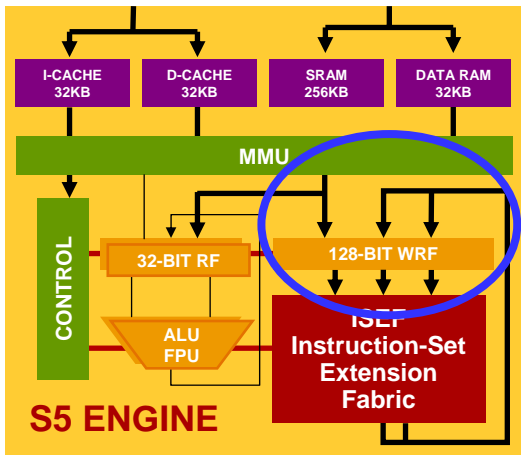 I-CACHE
32KB
D-CACHE
32KB
SRAM
256KB
DATA RAM
32KB
MMU
CONTROL
32-BIT RF
128-BIT WRF
ALU
FPU
ISEF
Instruction-Set
Extension
Fabric
S5 ENGINE